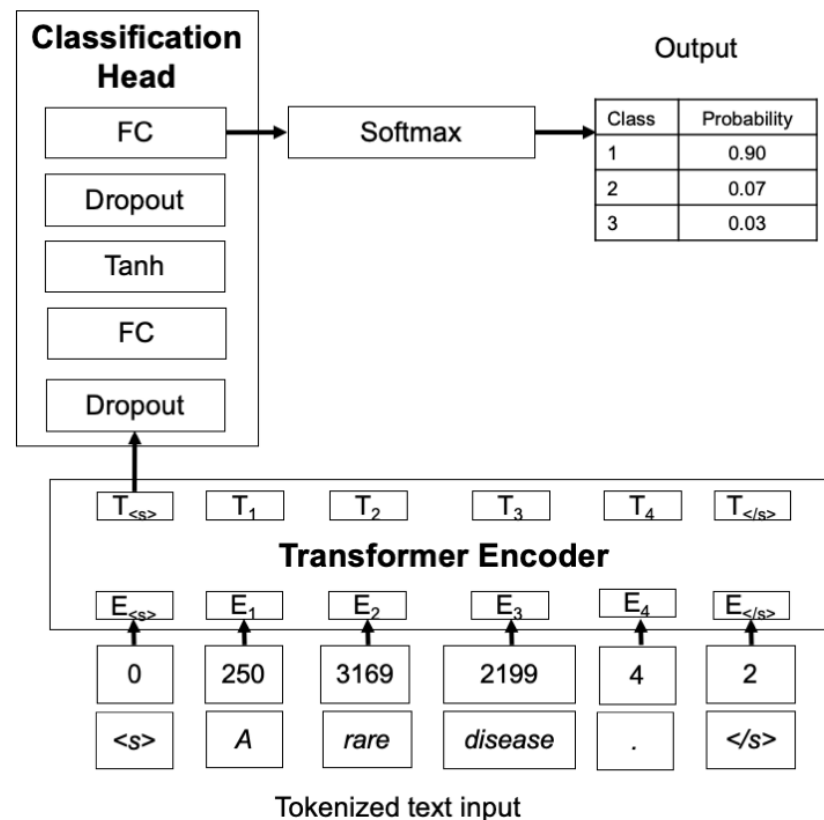 Classification
Head
FC
Dropout
Tanh
FC
Dropout
Softmax
Output
Class Probability
1 0.90
2 0.07
3 0.03
T<s> T1 T2 T3 T4 T</s>
Transformer Encoder
E<s> E1 E2 E3 E4 E</s>
0 250 3169 2199 4 2
<s> A rare disease . </s>
Tokenized text input